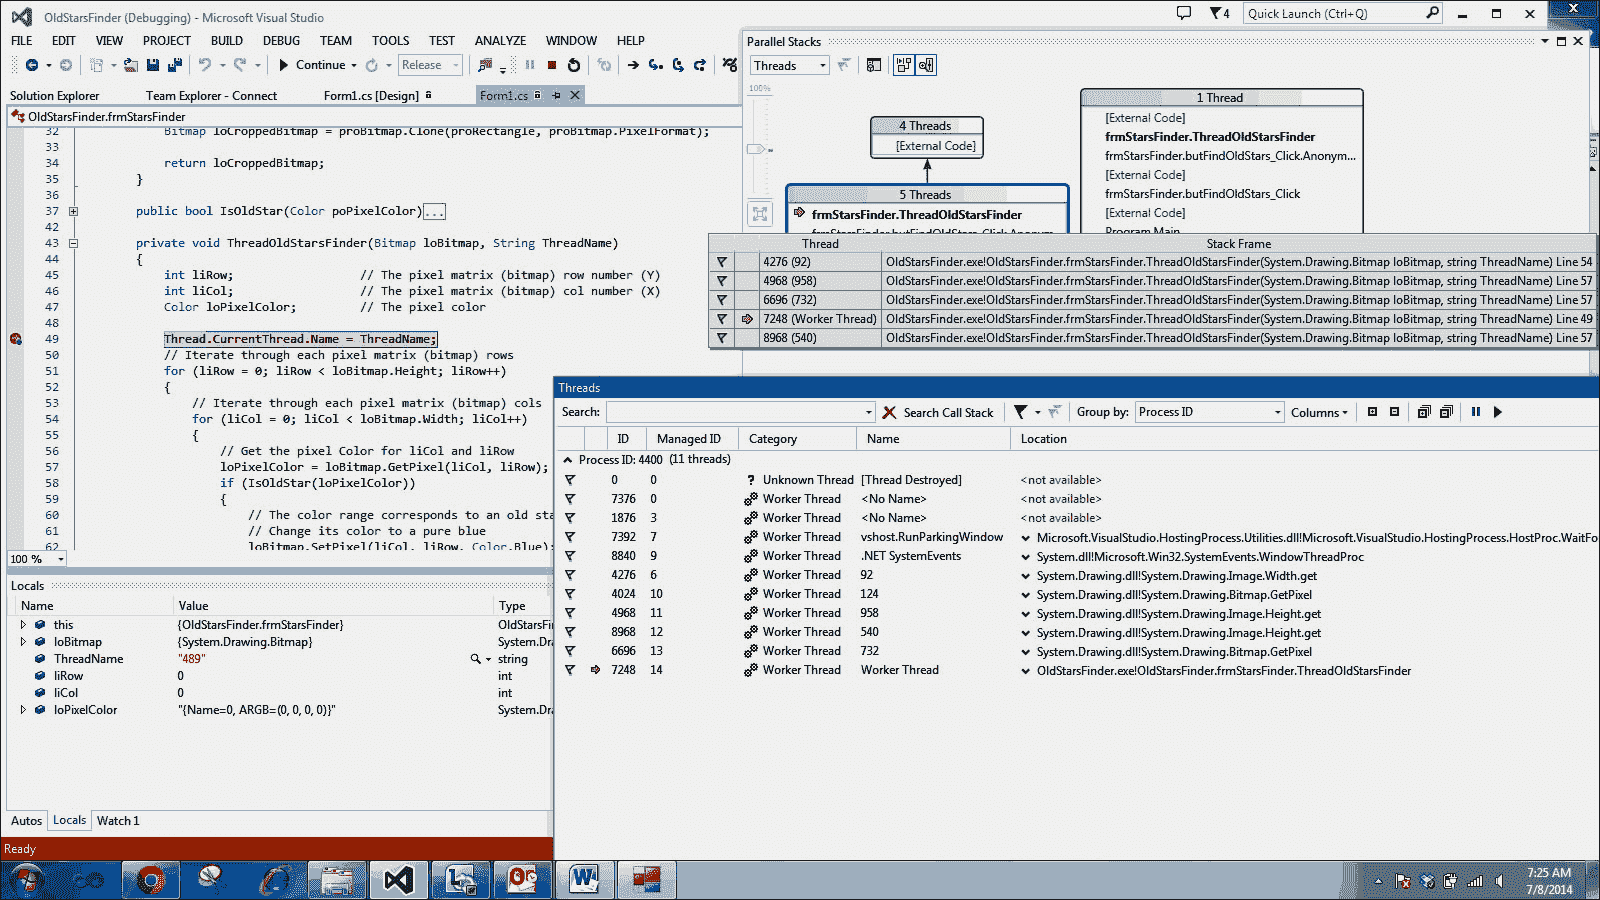 OldStarsFinder (Debugging) - Microsoft Visual Studio
4
Quick Launch (Ctrl+Q)
FILE EDIT VIEW PROJECT BUILD DEBUG TEAM TOOLS TEST ANALYZE WINDOW HELP
Continue Release
Solution Explorer Team Explorer - Connect Form1.cs [Design] Form1.cs
OldStarsFinder.frmStarsFinder
32 Bitmap loCroppedBitmap = proBitmap.Clone(proRectangle, proBitmap.PixelFormat);
33
34 return loCroppedBitmap;
35 }
36
37 public bool IsOldStar(Color poPixelColor)...
42
43 private void ThreadOldStarsFinder(Bitmap loBitmap, String ThreadName)
44 {
45 int liRow; // The pixel matrix (bitmap) row number (Y)
46 int liCol; // The pixel matrix (bitmap) col number (X)
47 Color loPixelColor; // The pixel color
48
49 Thread.CurrentThread.Name = ThreadName;
50 // Iterate through each pixel matrix (bitmap) rows
51 for (liRow = 0; liRow < loBitmap.Height; liRow++)
52 {
53 // Iterate through each pixel matrix (bitmap) cols
54 for (liCol = 0; liCol < loBitmap.Width; liCol++)
55 {
56 // Get the pixel Color for liCol and liRow
57 loPixelColor = loBitmap.GetPixel(liCol, liRow);
58 if (IsOldStar(loPixelColor))
59 {
60 // The color range corresponds to an old sta
61 // Change its color to a pure blue
62 loBitmap.SetPixel(liCol, liRow, Color.Blue);
100 %
Parallel Stacks
Threads
100%
4 Threads
[External Code]
5 Threads
frmStarsFinder.ThreadOldStarsFinder
frmStarsFinder.butFindOldStars_Click.Anonym...
1 Thread
[External Code]
frmStarsFinder.ThreadOldStarsFinder
frmStarsFinder.butFindOldStars_Click.Anonym...
[External Code]
frmStarsFinder.butFindOldStars_Click
[External Code]
Program.Main
Thread Stack Frame
4276 (92) OldStarsFinder.exe!OldStarsFinder.frmStarsFinder.ThreadOldStarsFinder(System.Drawing.Bitmap loBitmap, string ThreadName) Line 54
4968 (958) OldStarsFinder.exe!OldStarsFinder.frmStarsFinder.ThreadOldStarsFinder(System.Drawing.Bitmap loBitmap, string ThreadName) Line 57
6696 (732) OldStarsFinder.exe!OldStarsFinder.frmStarsFinder.ThreadOldStarsFinder(System.Drawing.Bitmap loBitmap, string ThreadName) Line 57
7248 (Worker Thread) OldStarsFinder.exe!OldStarsFinder.frmStarsFinder.ThreadOldStarsFinder(System.Drawing.Bitmap loBitmap, string ThreadName) Line 49
8968 (540) OldStarsFinder.exe!OldStarsFinder.frmStarsFinder.ThreadOldStarsFinder(System.Drawing.Bitmap loBitmap, string ThreadName) Line 57
Threads
Search: Search Call Stack Group by: Process ID Columns
ID Managed ID Category Name Location
Process ID: 4400 (11 threads)
0 0 ? Unknown Thread [Thread Destroyed] <not available>
7376 0 Worker Thread <No Name> <not available>
1876 3 Worker Thread <No Name> <not available>
7392 7 Worker Thread vshost.RunParkingWindow Microsoft.VisualStudio.HostingProcess.Utilities.dll!Microsoft.VisualStudio.HostingProcess.HostProc.WaitFo
8840 9 Worker Thread .NET SystemEvents System.dll!Microsoft.Win32.SystemEvents.WindowThreadProc
4276 6 Worker Thread 92 System.Drawing.dll!System.Drawing.Image.Width.get
4024 10 Worker Thread 124 System.Drawing.dll!System.Drawing.Bitmap.GetPixel
4968 11 Worker Thread 958 System.Drawing.dll!System.Drawing.Image.Height.get
8968 12 Worker Thread 540 System.Drawing.dll!System.Drawing.Image.Height.get
6696 13 Worker Thread 732 System.Drawing.dll!System.Drawing.Bitmap.GetPixel
7248 14 Worker Thread Worker Thread OldStarsFinder.exe!OldStarsFinder.frmStarsFinder.ThreadOldStarsFinder
Locals
Name Value Type
this {OldStarsFinder.frmStarsFinder} OldStarsFi
loBitmap {System.Drawing.Bitmap} System.Dra
ThreadName "489" string
liRow 0 int
liCol 0 int
loPixelColor "{Name=0, ARGB=(0, 0, 0, 0)}" System.Dra
Autos Locals Watch 1
Ready
7:25 AM
7/8/2014